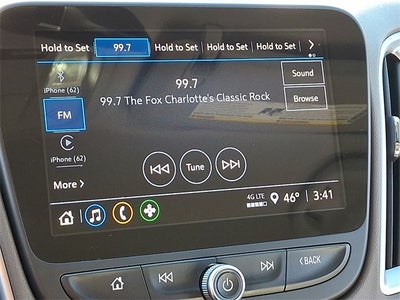 Hold to Set 99.7 Hold to Set Hold to Set Hold to Set
iPhone (62)
99.7
Sound
99.7 The Fox Charlotte's Classic Rock
Browse
FM
iPhone (62)
Tune
More
4G LTE
46° 3:41
BACK